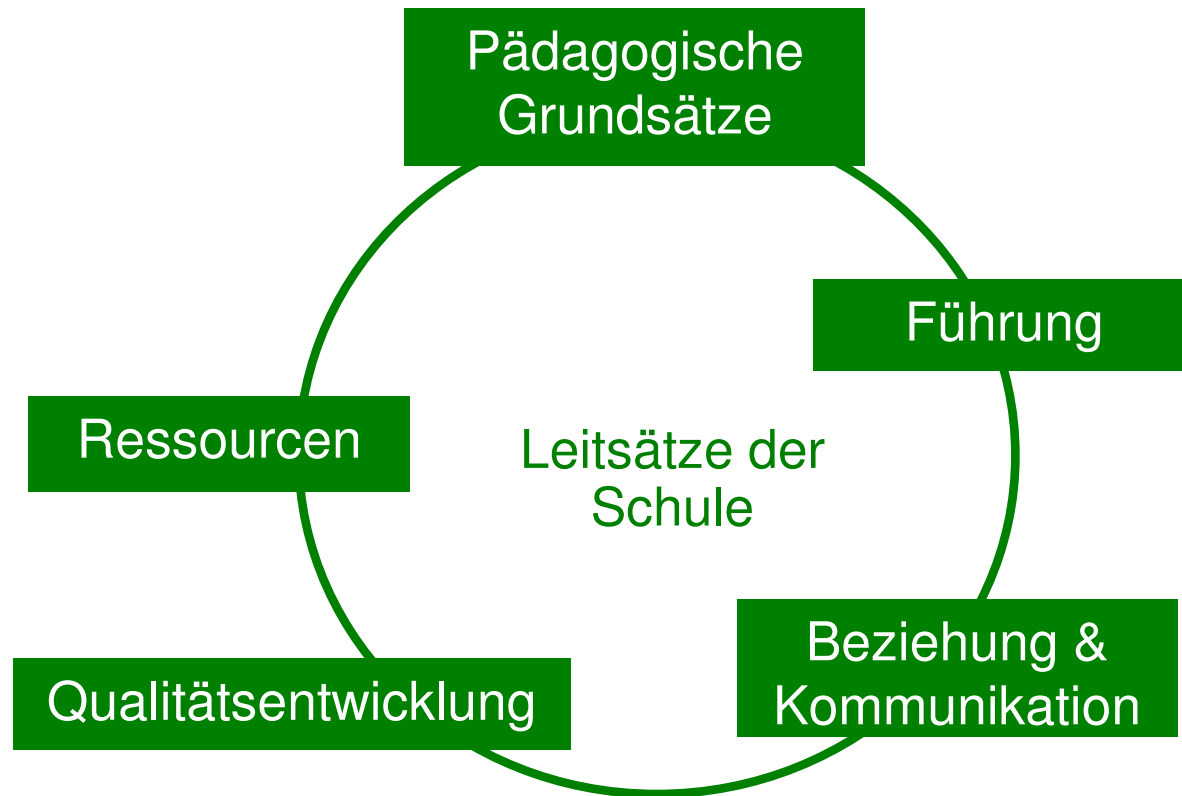 Pädagogische
Grundsätze
Führung
Ressourcen
Leitsätze der
Schule
Beziehung &
Kommunikation
Qualitätsentwicklung